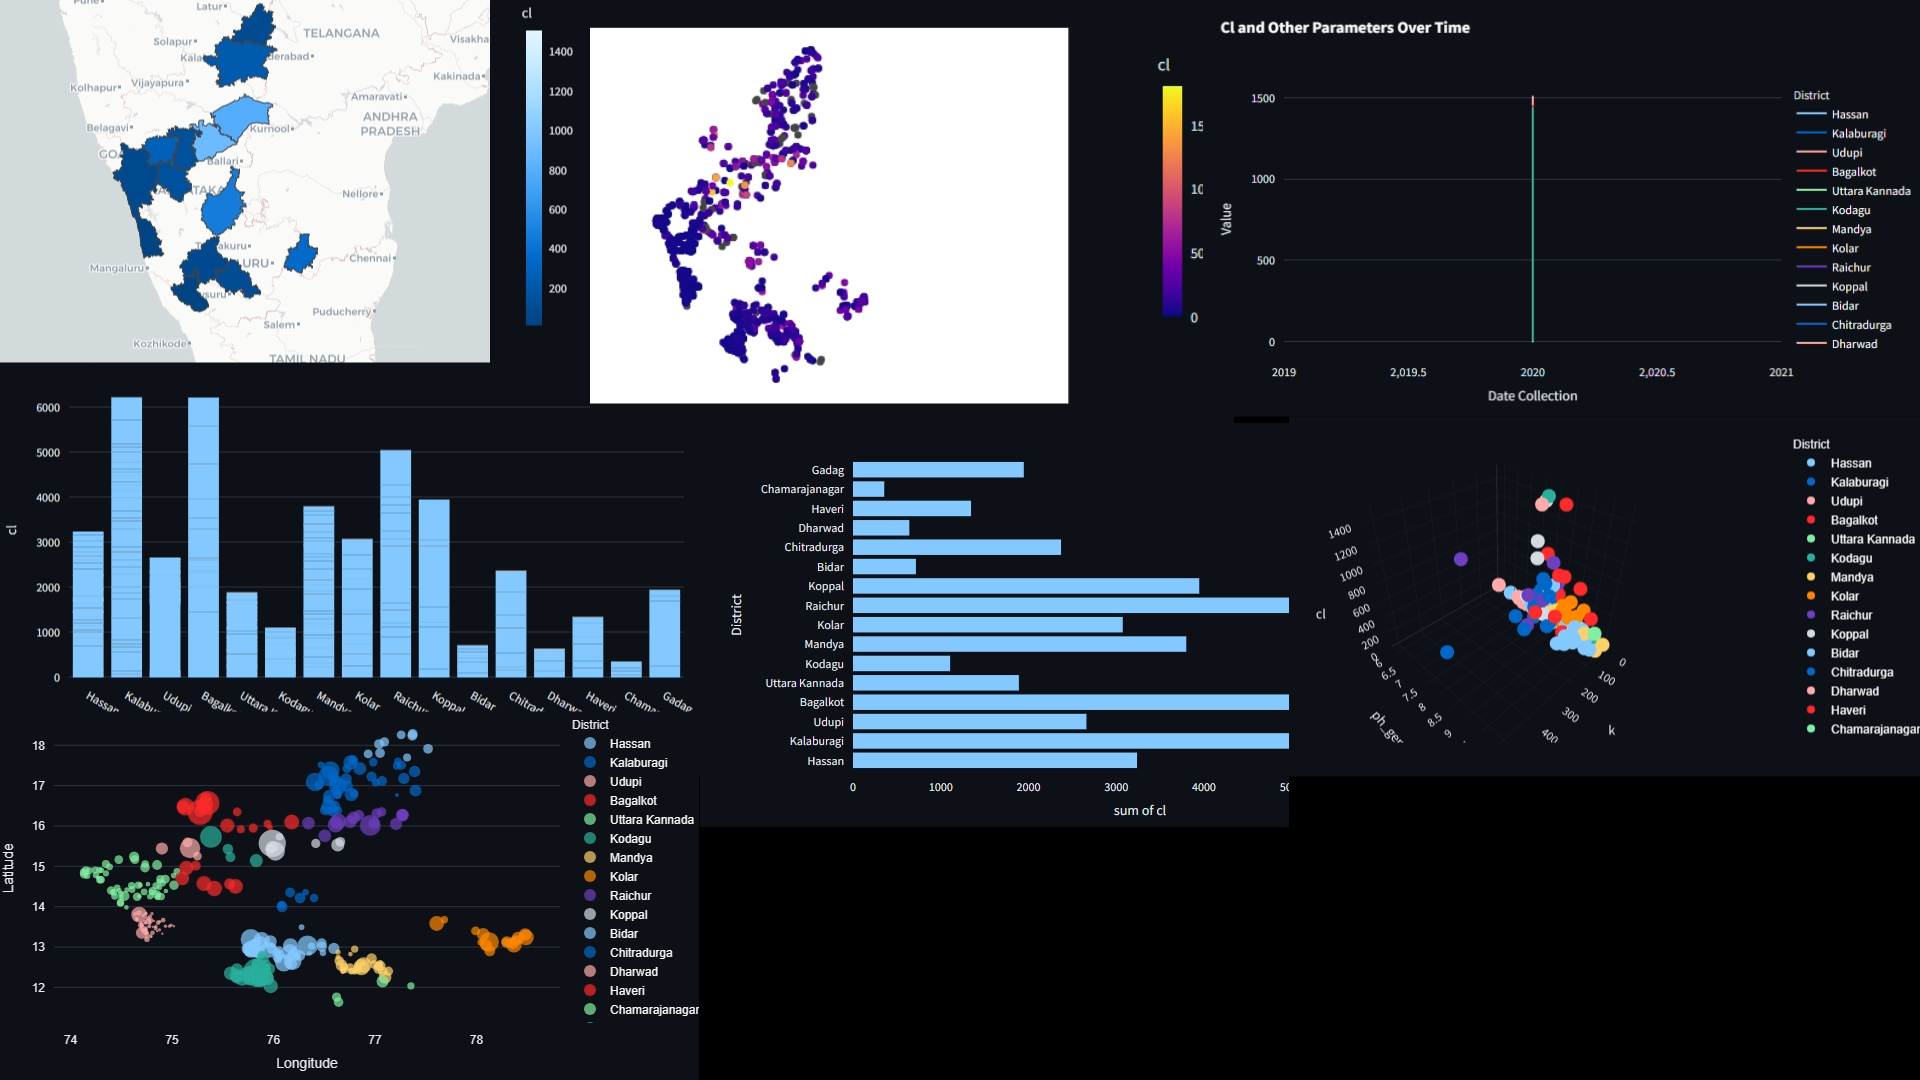 Latur
Solapur
TELANGANA
Visakha
derabad
Kala
Kolhapur
Vijayapura
Kakinada
Amaravati
Belagavi
Kurnool
ANDHRA
PRADESH
GO
Ballari
TAKA
Nellore
akuru
Mangaluru
URU
Chennai
ysuru
Puducherry
Salem
Kozhikode
TAMIL NADU
cl
1400
1200
1000
800
600
400
200
cl
15
10
50
0
Cl and Other Parameters Over Time
Value
1500
1000
500
0
2019
2,019.5
2020
2,020.5
2021
Date Collection
District
Hassan
Kalaburagi
Udupi
Bagalkot
Uttara Kannada
Kodagu
Mandya
Kolar
Raichur
Koppal
Bidar
Chitradurga
Dharwad
cl
6000
5000
4000
3000
2000
1000
0
Hassan
Kalabu
Udupi
Bagalk
Uttara
Kodagu
Mandy
Kolar
Raichu
Koppal
Bidar
Chitrad
Dharw
Haveri
Chama
Gadag
District
Gadag
Chamarajanagar
Haveri
Dharwad
Chitradurga
Bidar
Koppal
Raichur
Kolar
Mandya
Kodagu
Uttara Kannada
Bagalkot
Udupi
Kalaburagi
Hassan
0
1000
2000
3000
4000
50
sum of cl
cl
1400
1200
1000
800
600
400
200
0
6
6.5
7
7.5
8
8.5
9
ph_ger
0
100
200
300
400
k
District
Hassan
Kalaburagi
Udupi
Bagalkot
Uttara Kannada
Kodagu
Mandya
Kolar
Raichur
Koppal
Bidar
Chitradurga
Dharwad
Haveri
Chamarajanagar
Latitude
18
17
16
15
14
13
12
74
75
76
77
78
Longitude
District
Hassan
Kalaburagi
Udupi
Bagalkot
Uttara Kannada
Kodagu
Mandya
Kolar
Raichur
Koppal
Bidar
Chitradurga
Dharwad
Haveri
Chamarajanagar